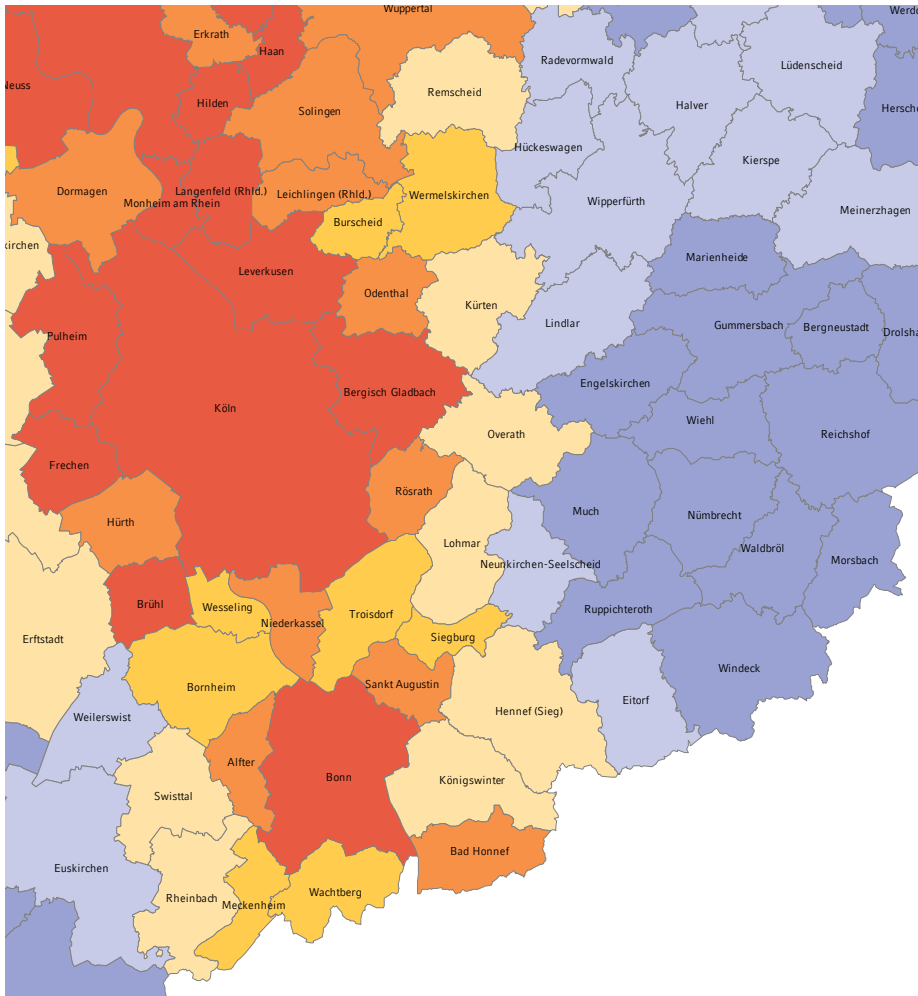 Wuppertal
Werd
Erkrath
Haan
Radevormwald
Lüdenscheid
Neuss
Remscheid
Hilden
Halver
Hersche
Solingen
Hückeswagen
Kierspe
Dormagen
Langenfeld (Rhld.)
Leichlingen (Rhld.)
Wermelskirchen
Monheim am Rhein
Wipperfürth
Meinerzhagen
Burscheid
kirchen
Marienheide
Leverkusen
Odenthal
Kürten
Lindlar
Gummersbach
Bergneustadt
Drolsha
Pulheim
Engelskirchen
Bergisch Gladbach
Köln
Wiehl
Overath
Reichshof
Frechen
Rösrath
Much
Nümbrecht
Hürth
Lohmar
Waldbröl
Neunkirchen-Seelscheid
Morsbach
Brühl
Wesseling
Ruppichteroth
Troisdorf
Niederkassel
Erftstadt
Siegburg
Windeck
Bornheim
Sankt Augustin
Eitorf
Hennef (Sieg)
Weilerswist
Alfter
Bonn
Königswinter
Swisttal
Bad Honnef
Euskirchen
Wachtberg
Rheinbach
Meckenheim